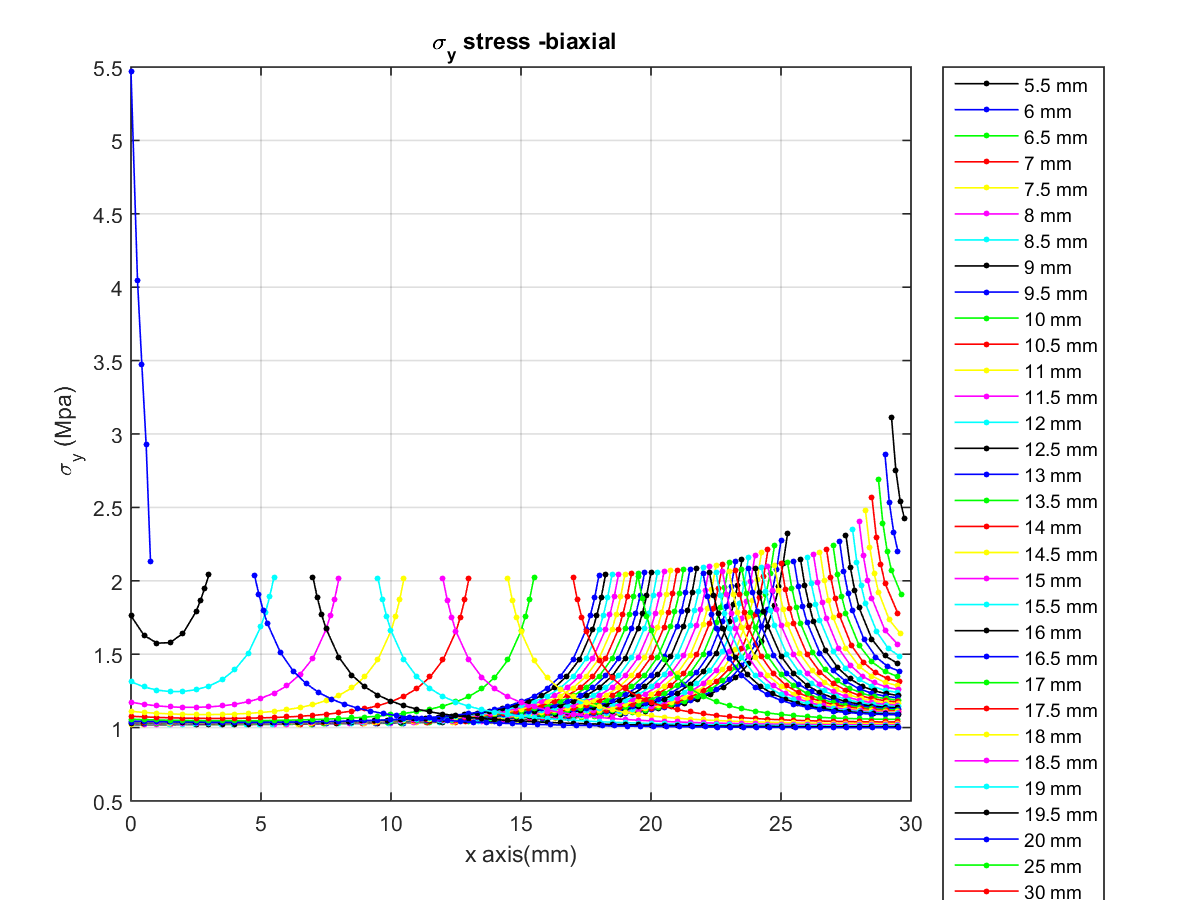 σy stress -biaxial
5.5
5
4.5
4
3.5
3
2.5
2
1.5
1
0.5
σy (Mpa)
0 5 10 15 20 25 30
x axis(mm)
5.5 mm
6 mm
6.5 mm
7 mm
7.5 mm
8 mm
8.5 mm
9 mm
9.5 mm
10 mm
10.5 mm
11 mm
11.5 mm
12 mm
12.5 mm
13 mm
13.5 mm
14 mm
14.5 mm
15 mm
15.5 mm
16 mm
16.5 mm
17 mm
17.5 mm
18 mm
18.5 mm
19 mm
19.5 mm
20 mm
25 mm
30 mm